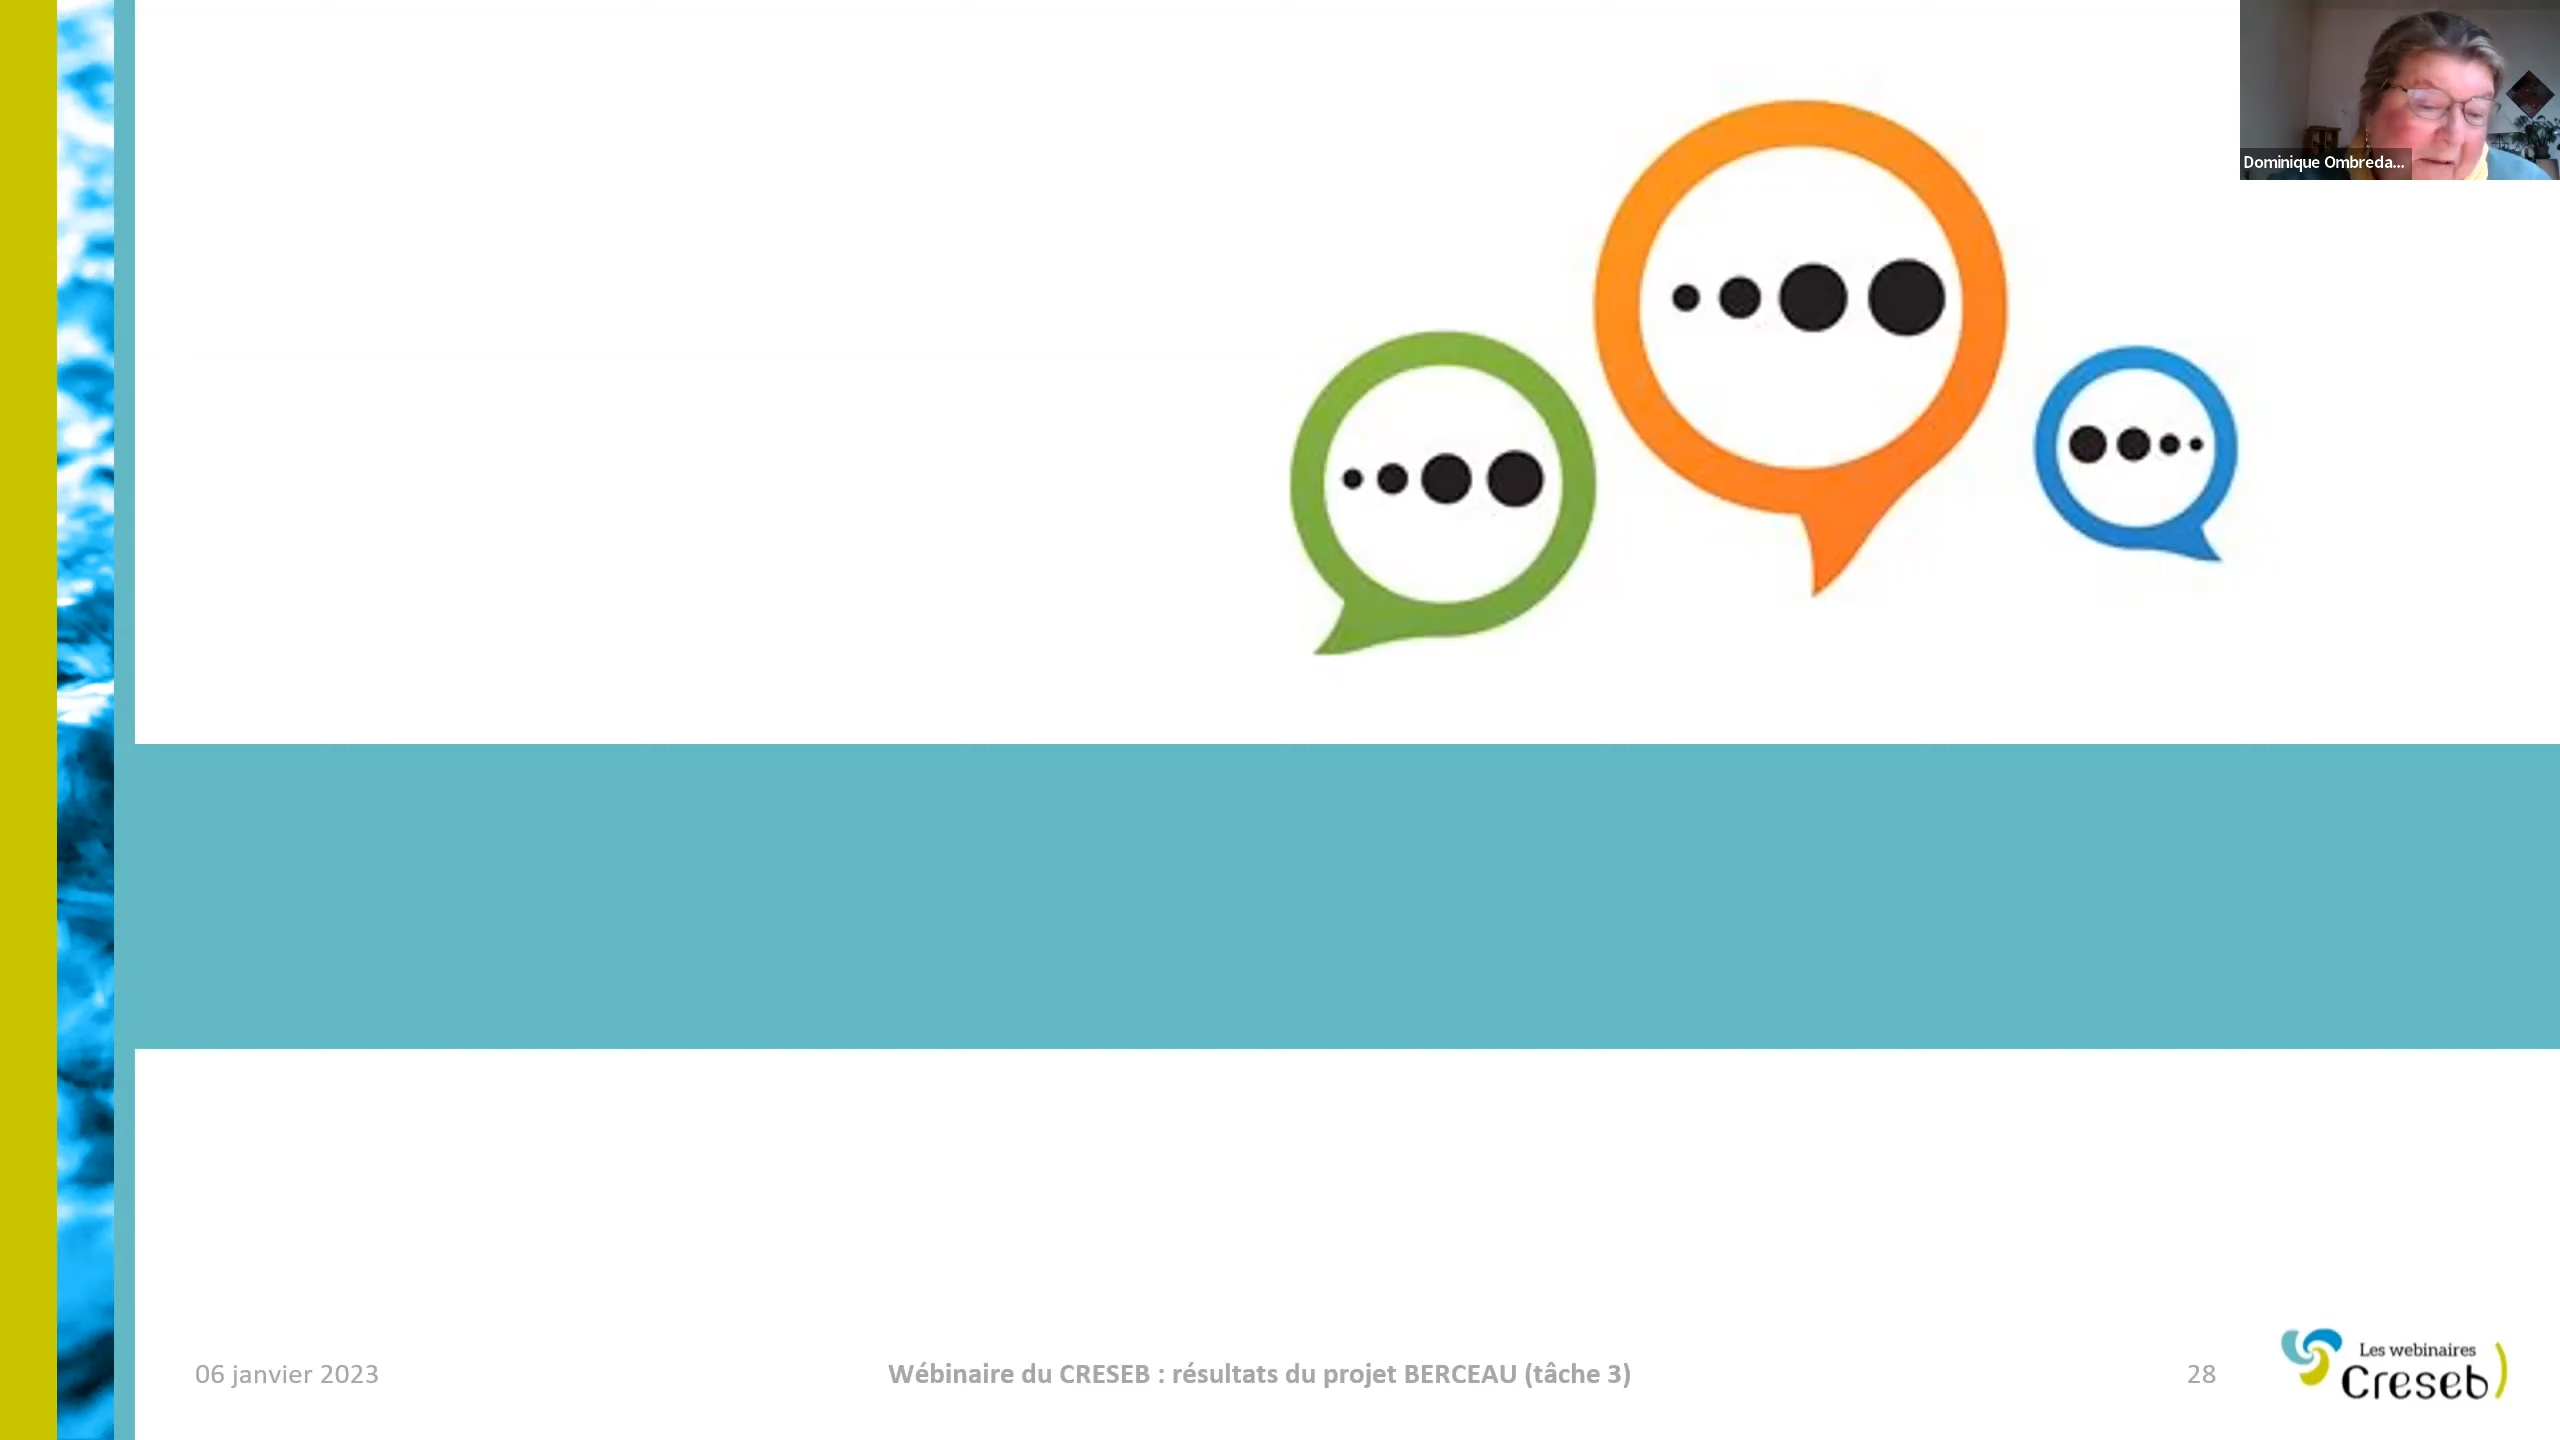 Dominique Ombreda...
06 janvier 2023
Wébinaire du CRESEB : résultats du projet BERCEAU (tâche 3)
28
Les webinaires
Creseb